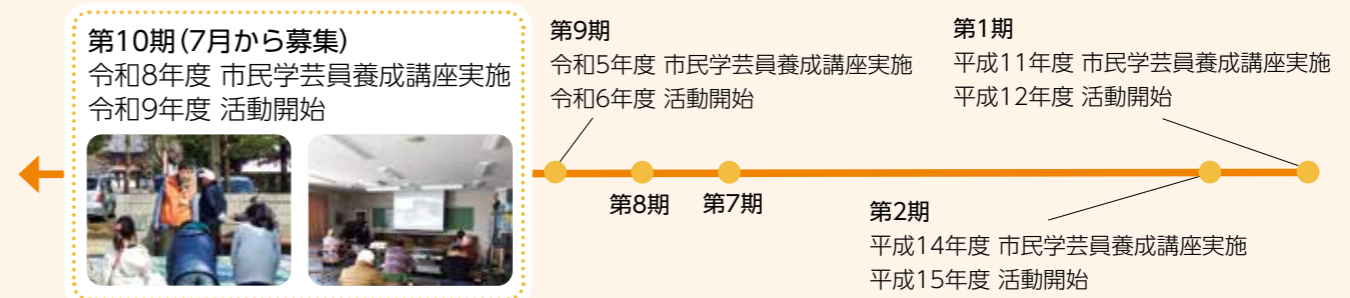 第10期(7月から募集)
令和8年度 市民学芸員養成講座実施
令和9年度 活動開始
第9期
令和5年度 市民学芸員養成講座実施
令和6年度 活動開始
第1期
平成11年度 市民学芸員養成講座実施
平成12年度 活動開始
第8期
第7期
第2期
平成14年度 市民学芸員養成講座実施
平成15年度 活動開始